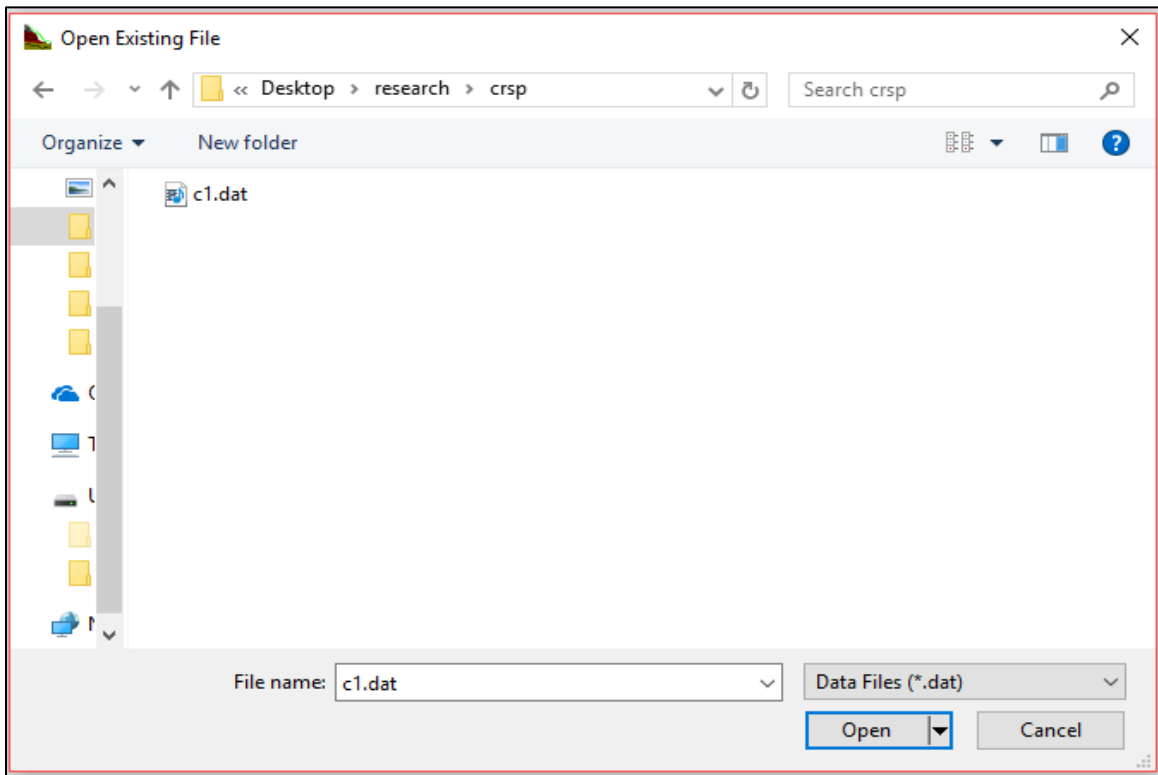 Open Existing File
« Desktop > research > crsp
Search crsp
Organize
New folder
c1.dat
File name: c1.dat
Data Files (*.dat)
Open
Cancel